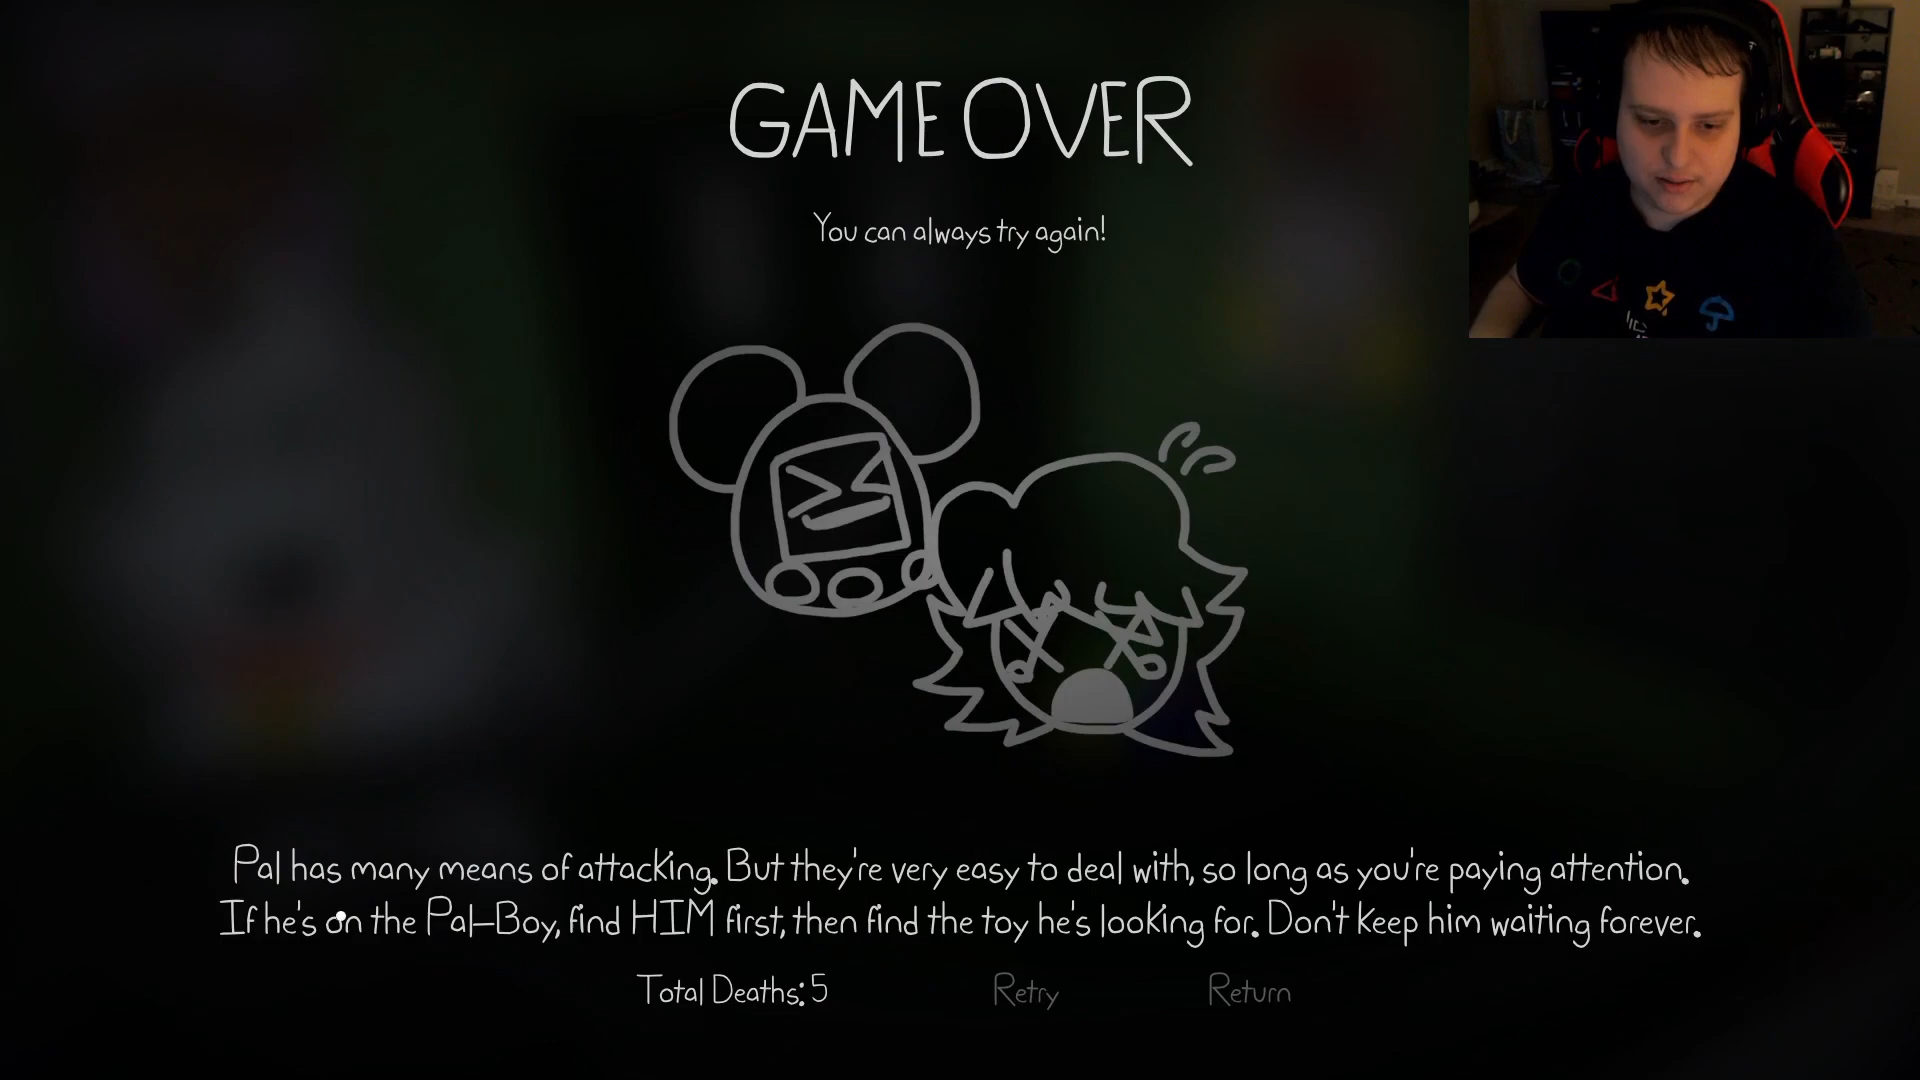 GAME OVER
You can always try again!
Pal has many means of attacking. But they're very easy to deal with, so long as you're paying attention.
If he's on the Pal-Boy, find HIM first, then find the toy he's looking for. Don't keep him waiting forever.
Total Deaths: 5
Retry
Return